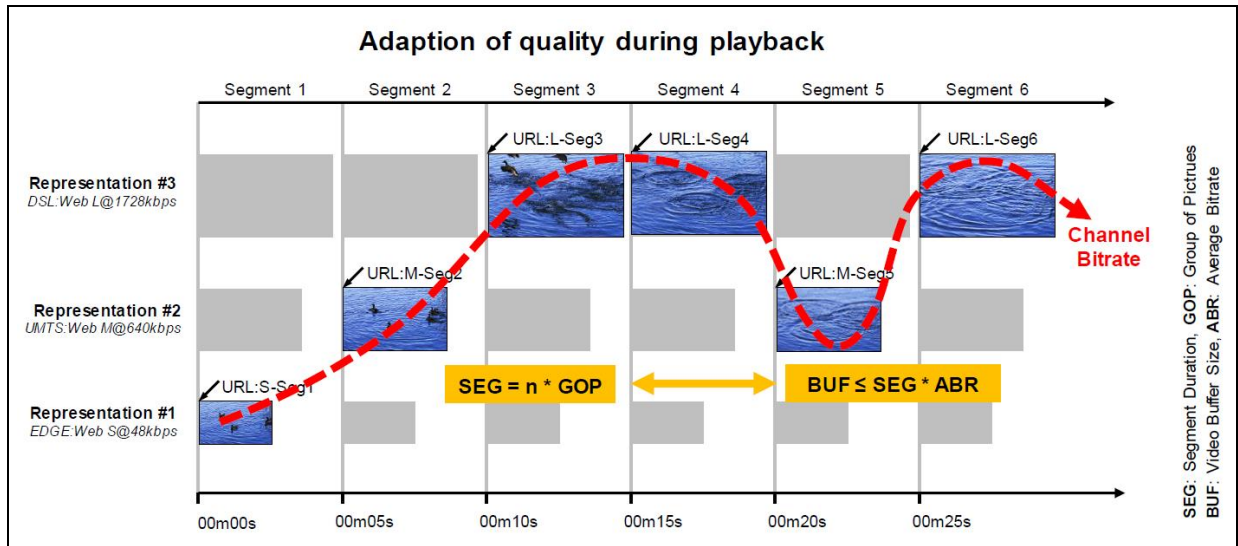 Adaption of quality during playback
Segment 1 Segment 2 Segment 3 Segment 4 Segment 5 Segment 6
URL:L-Seg3 URL:L-Seg4 URL:L-Seg6
Representation #3
DSL:Web L@1728kbps
Channel
Bitrate
URL:M-Seg2 URL:M-Seg5
Representation #2
UMTS:Web M@640kbps
SEG = n * GOP BUF ≤ SEG * ABR
URL:S-Seg1
Representation #1
EDGE:Web S@48kbps
00m00s 00m05s 00m10s 00m15s 00m20s 00m25s
SEG: Segment Duration, GOP: Group of Pictrues
BUF: Video Buffer Size, ABR: Average Bitrate